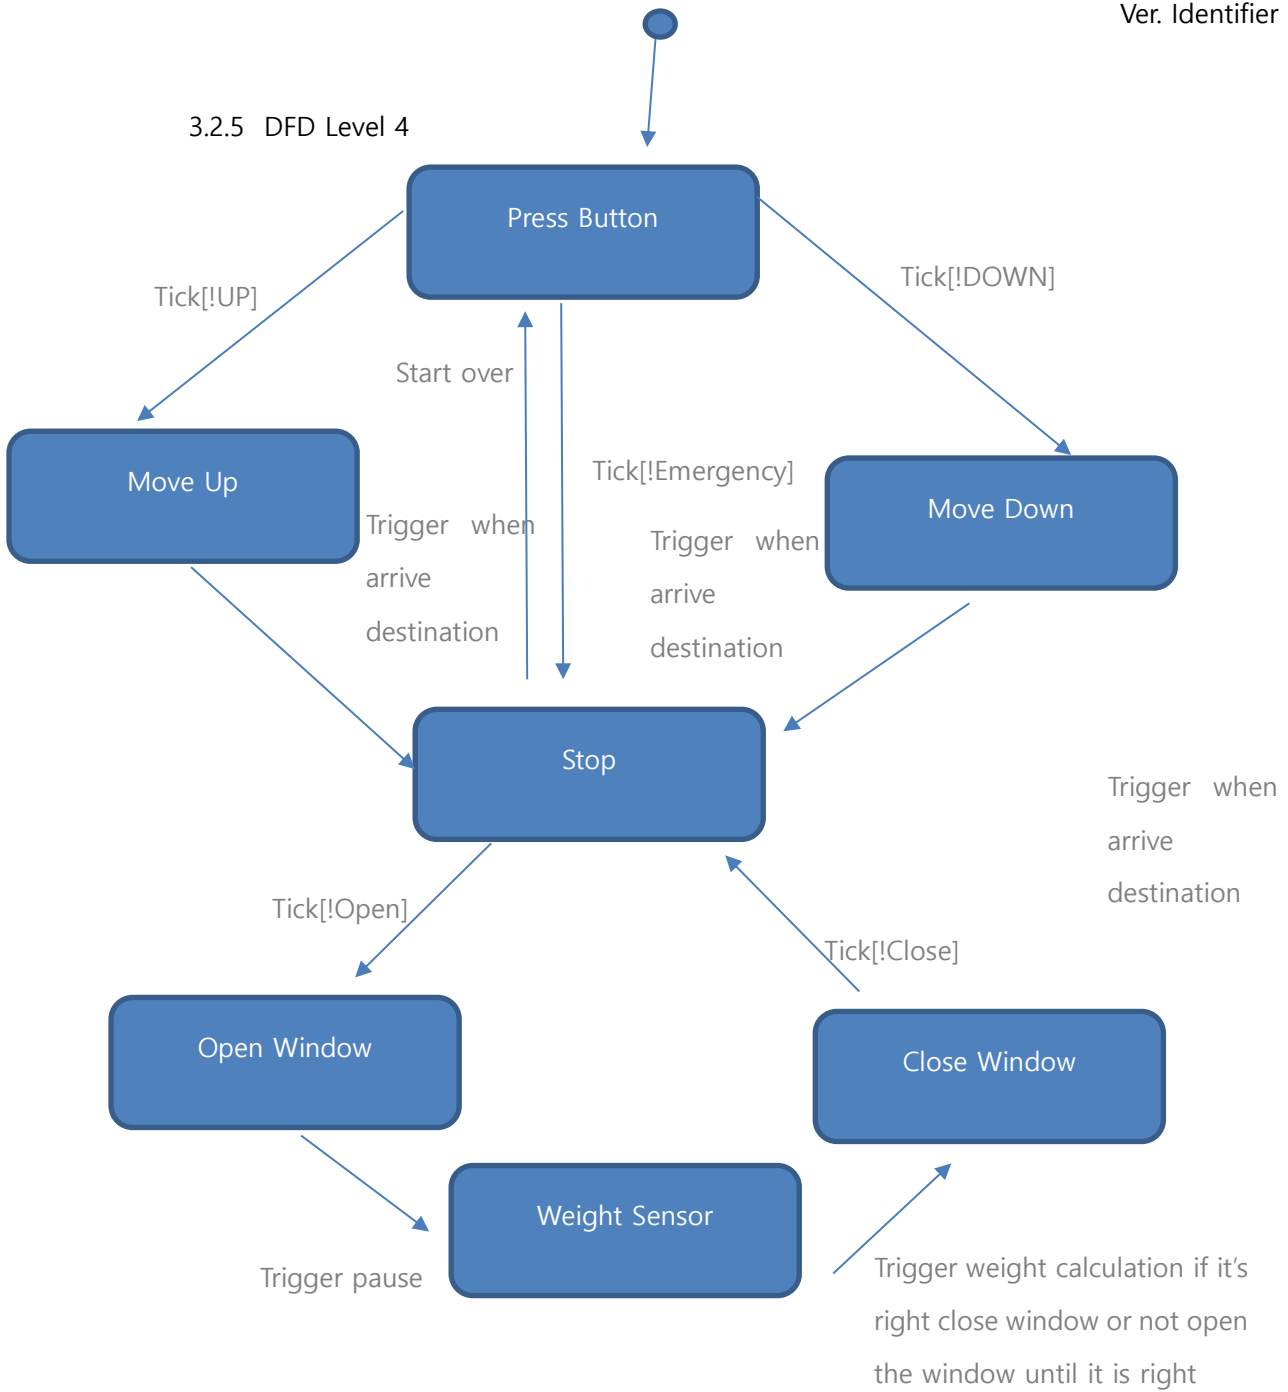 Ver. Identifier
3.2.5 DFD Level 4
Press Button
Tick[!UP]
Tick[!DOWN]
Start over
Move Up
Tick[!Emergency]
Move Down
Trigger when
arrive
destination
Trigger when
arrive
destination
Stop
Trigger when
arrive
destination
Tick[!Open]
Tick[!Close]
Open Window
Close Window
Weight Sensor
Trigger pause
Trigger weight calculation if it's
right close window or not open
the window until it is right